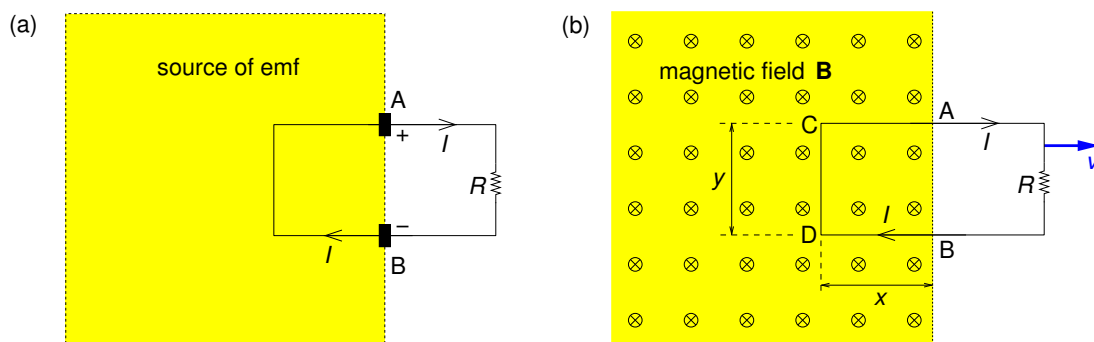 (a)
source of emf
A
+
I
R
−
I
B
(b)
magnetic field B
C
A
I
v
y
R
I
D
B
x